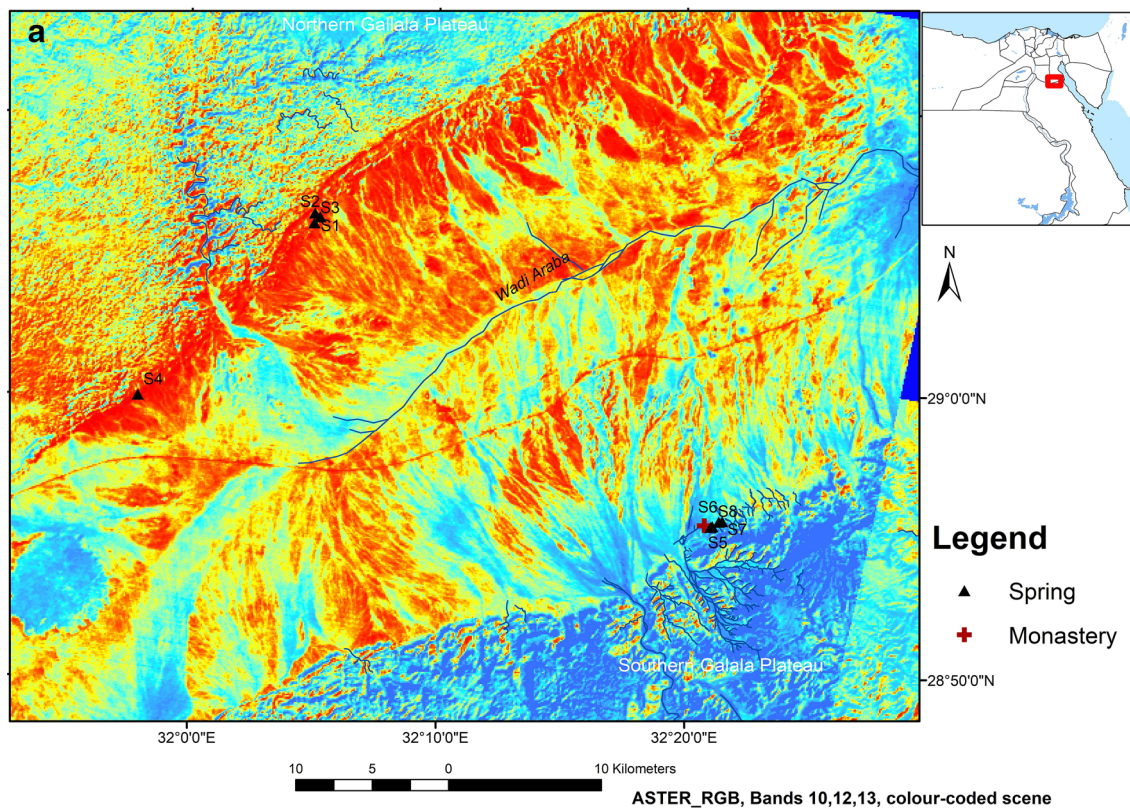 a
Northern Gallala Plateau
S2
S3
S1
Wadi Araba
S4
N
29°0'0"N
S6
S8
S7
S5
Legend
Spring
Monastery
Southern Galala Plateau
28°50'0"N
32°0'0"E
32°10'0"E
32°20'0"E
10 5 0 10 Kilometers
ASTER_RGB, Bands 10,12,13, colour-coded scene